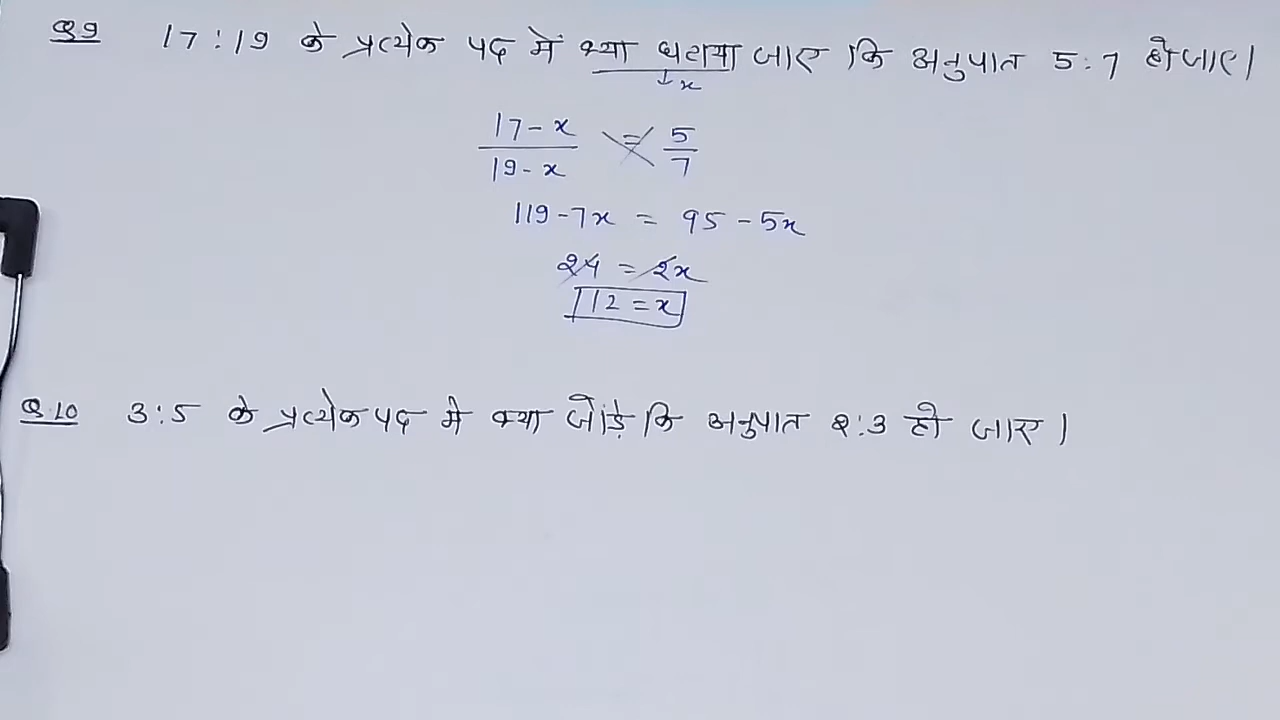 Q9 17 : 19 के प्रत्येक पद में क्या घटाया जाए कि अनुपात 5 : 7 हो जाए।
↓x
17 - x / 19 - x = 5 / 7
119 - 7x = 95 - 5x
24 = 2x
12 = x
Q.10 3 : 5 के प्रत्येक पद मे क्या जोड़े कि अनुपात २ : 3 हो जाए।